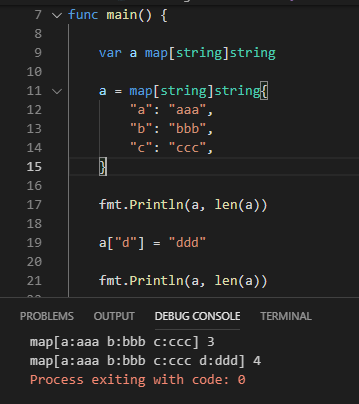 7 func main() {
8
9 var a map[string]string
10
11 a = map[string]string{
12 "a": "aaa",
13 "b": "bbb",
14 "c": "ccc",
15 }
16
17 fmt.Println(a, len(a))
18
19 a["d"] = "ddd"
20
21 fmt.Println(a, len(a))
PROBLEMS OUTPUT DEBUG CONSOLE TERMINAL
map[a:aaa b:bbb c:ccc] 3
map[a:aaa b:bbb c:ccc d:ddd] 4
Process exiting with code: 0